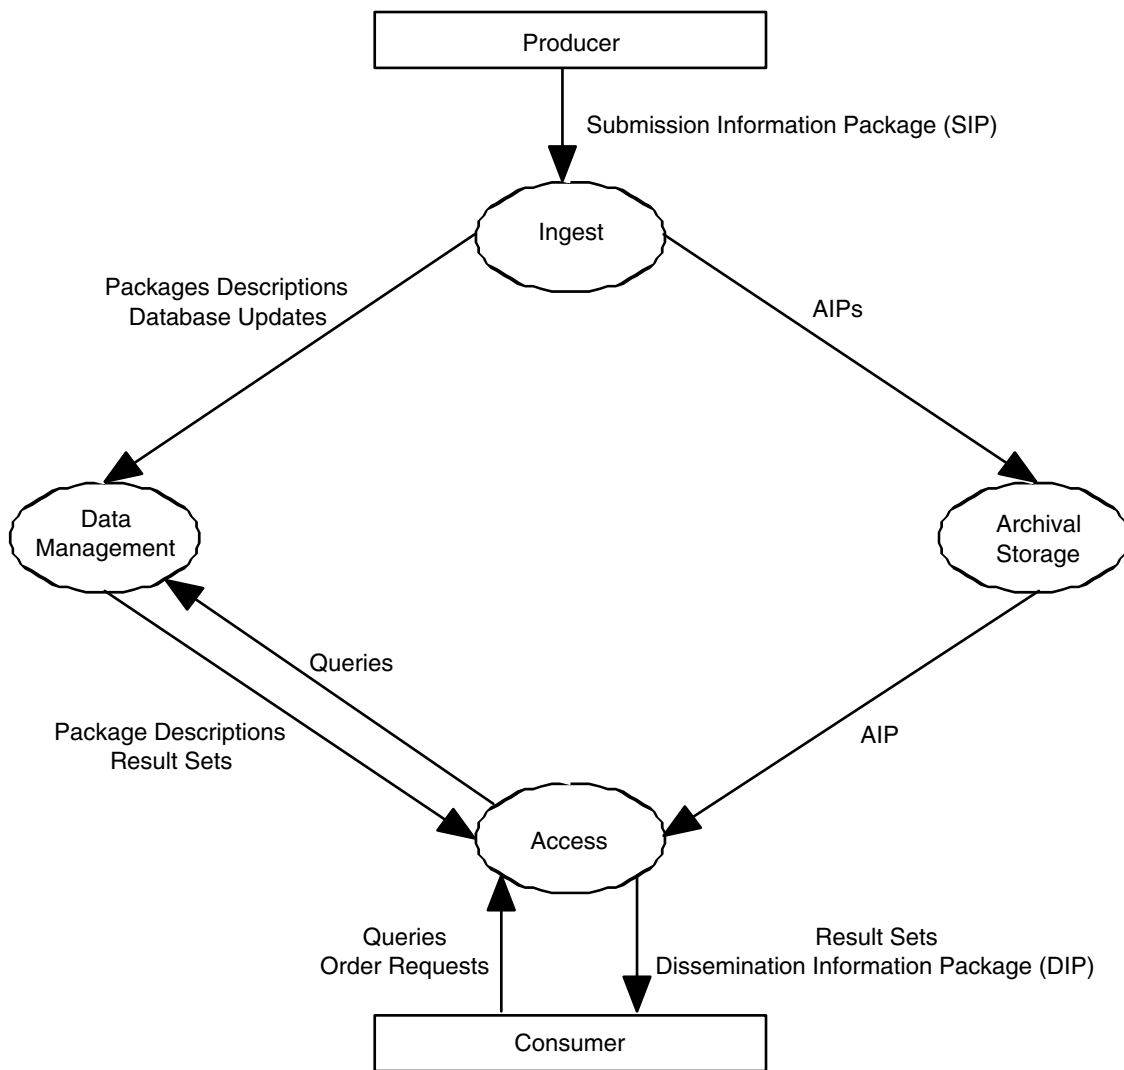 Producer
Submission Information Package (SIP)
Ingest
Packages Descriptions
Database Updates
AIPs
Data
Management
Archival
Storage
Queries
Package Descriptions
Result Sets
AIP
Access
Queries
Order Requests
Result Sets
Dissemination Information Package (DIP)
Consumer